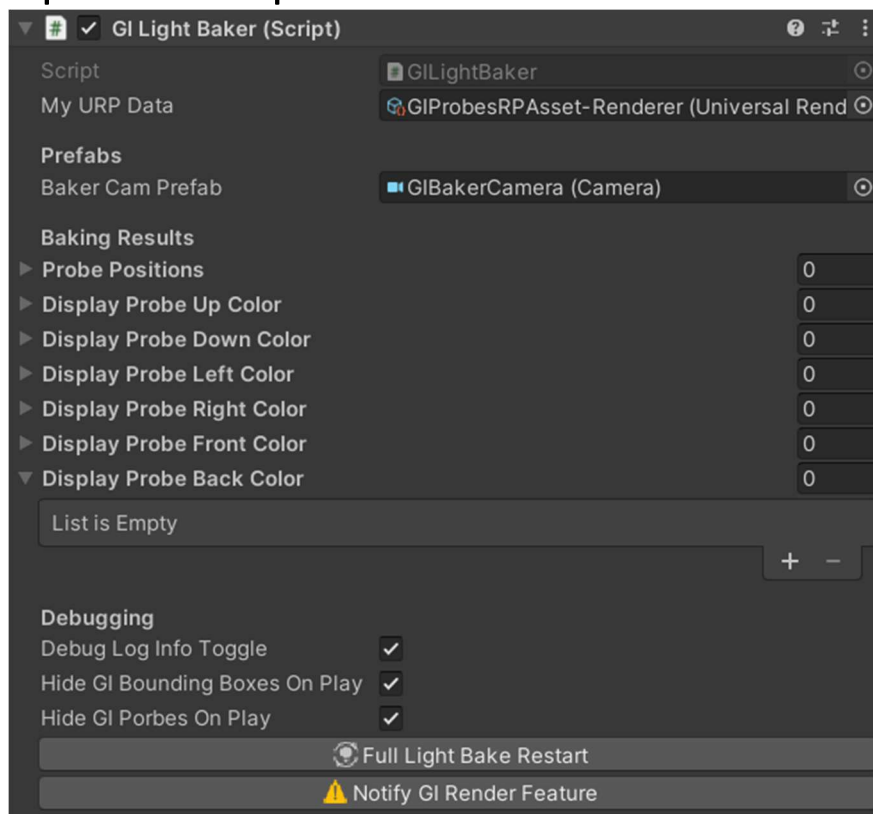 GI Light Baker (Script)
Script GILightBaker
My URP Data GIProbesRPAsset-Renderer (Universal Rend
Prefabs
Baker Cam Prefab GIBakerCamera (Camera)
Baking Results
Probe Positions 0
Display Probe Up Color 0
Display Probe Down Color 0
Display Probe Left Color 0
Display Probe Right Color 0
Display Probe Front Color 0
Display Probe Back Color 0
List is Empty
+ −
Debugging
Debug Log Info Toggle
Hide GI Bounding Boxes On Play
Hide GI Porbes On Play
Full Light Bake Restart
Notify GI Render Feature